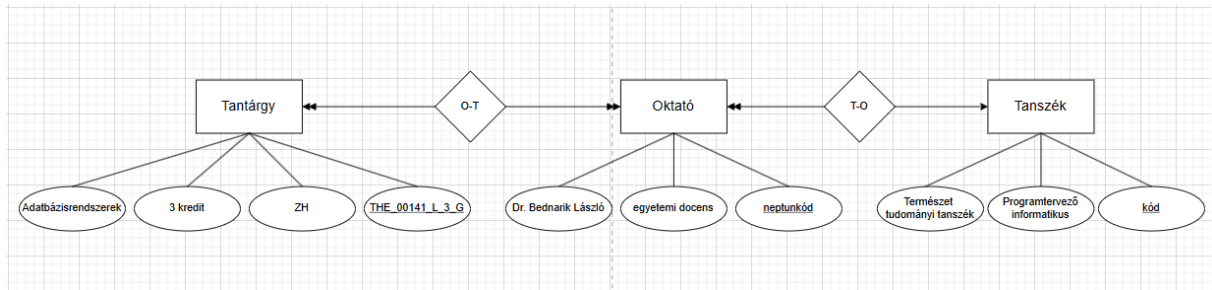 Tantárgy
O-T
Oktató
T-O
Tanszék
Adatbázisrendszerek
3 kredit
ZH
THE_00141_L_3_G
Dr. Bednarik László
egyetemi docens
neptunkód
Természet
tudományi tanszék
Programtervező
informatikus
kód